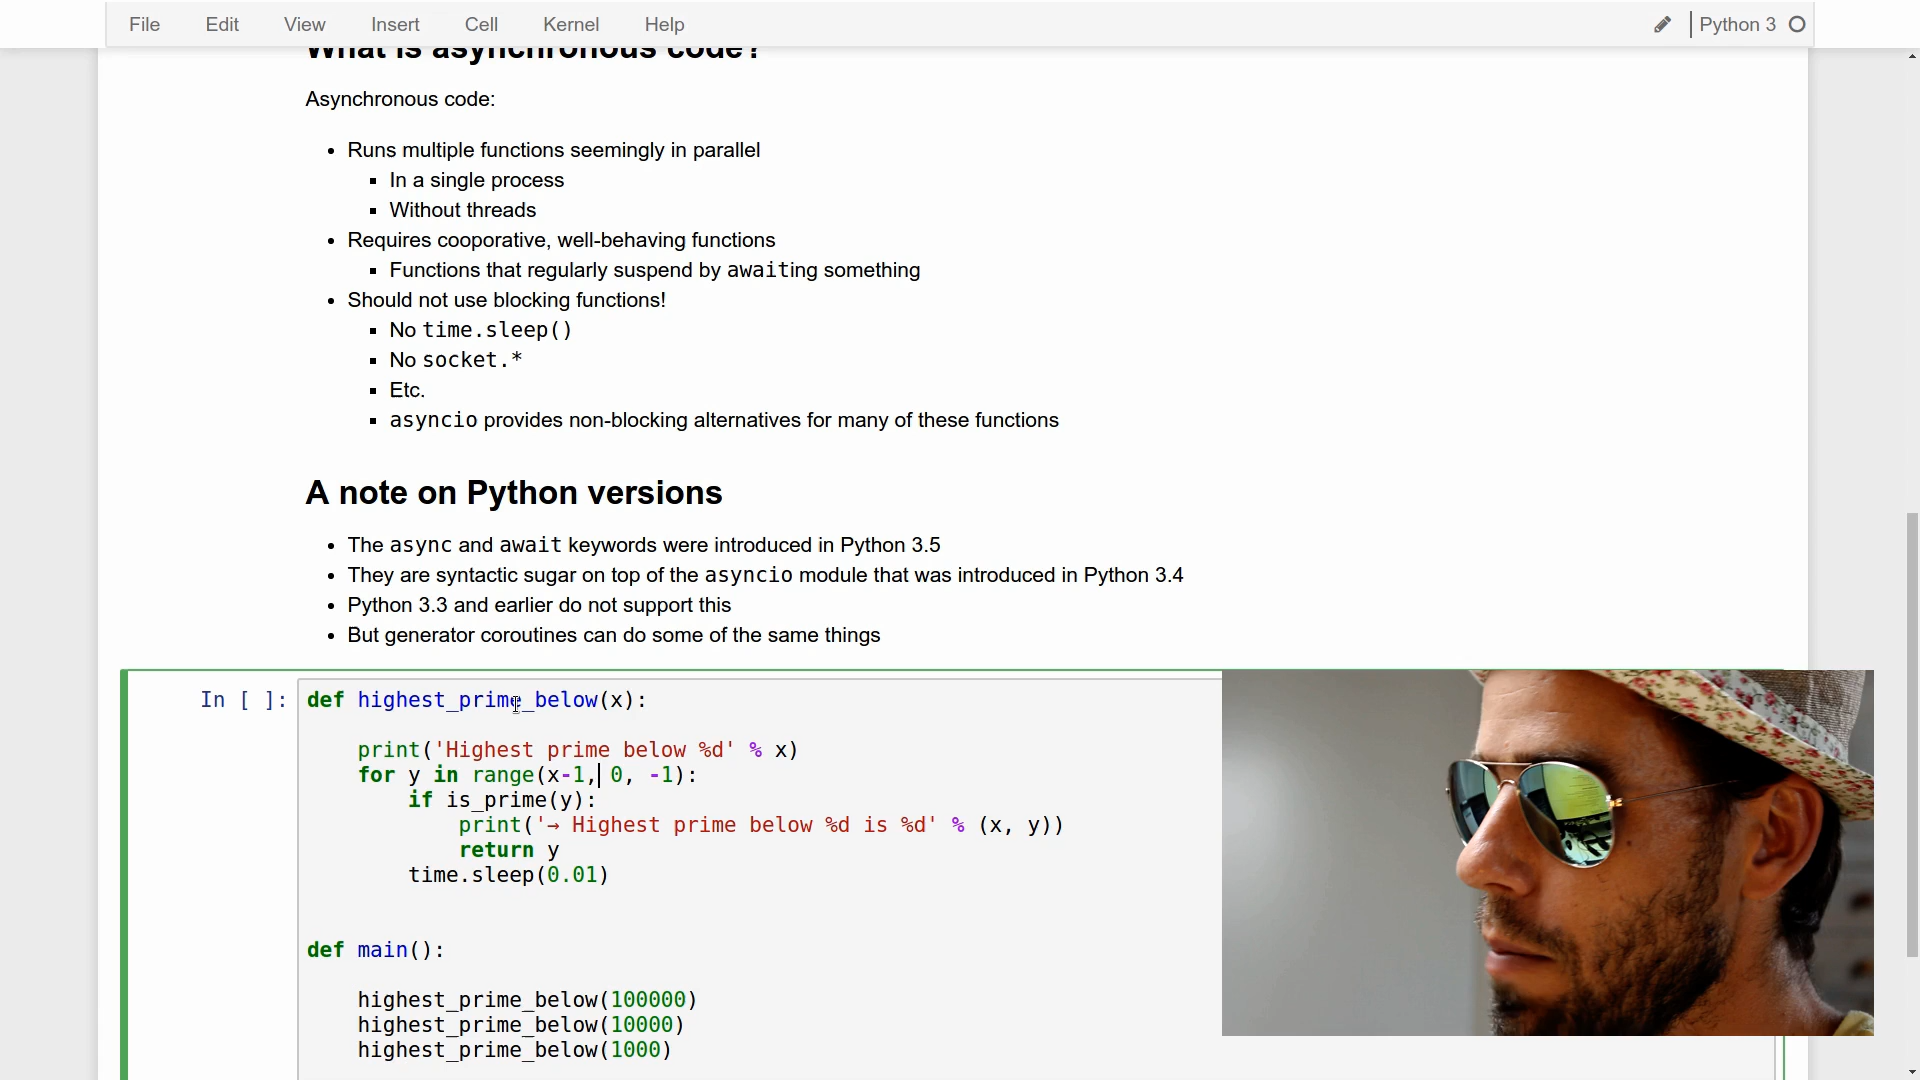 File Edit View Insert Cell Kernel Help Python 3
What is asynchronous code?
Asynchronous code:
• Runs multiple functions seemingly in parallel
▪ In a single process
▪ Without threads
• Requires cooporative, well-behaving functions
▪ Functions that regularly suspend by awaiting something
• Should not use blocking functions!
▪ No time.sleep()
▪ No socket.*
▪ Etc.
▪ asyncio provides non-blocking alternatives for many of these functions
A note on Python versions
• The async and await keywords were introduced in Python 3.5
• They are syntactic sugar on top of the asyncio module that was introduced in Python 3.4
• Python 3.3 and earlier do not support this
• But generator coroutines can do some of the same things
In [ ]: def highest_prime_below(x):
print('Highest prime below %d' % x)
for y in range(x-1, 0, -1):
if is_prime(y):
print('→ Highest prime below %d is %d' % (x, y))
return y
time.sleep(0.01)
def main():
highest_prime_below(100000)
highest_prime_below(10000)
highest_prime_below(1000)